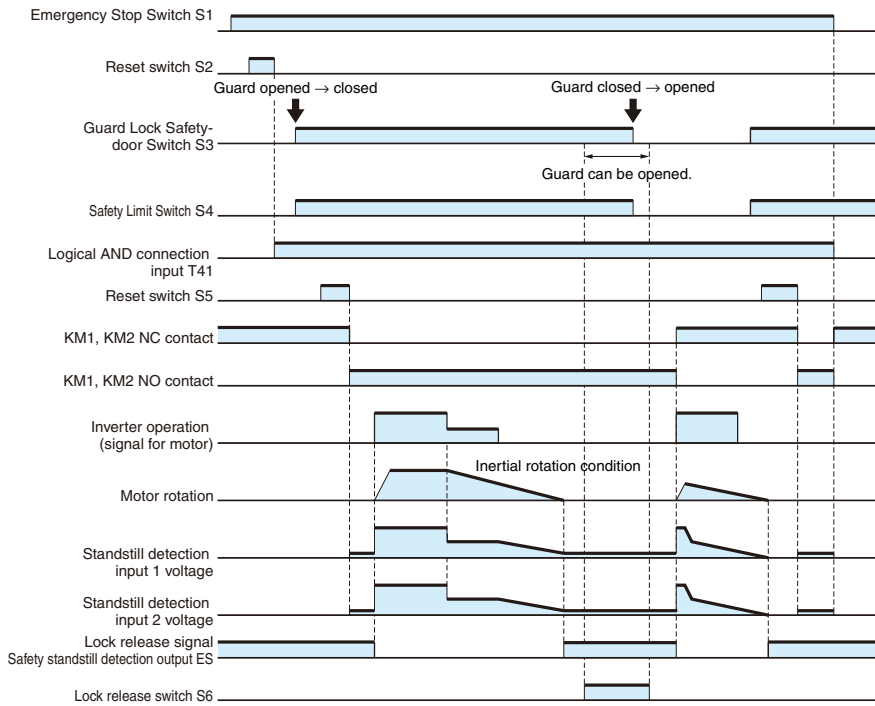 Emergency Stop Switch S1
Reset switch S2
Guard opened → closed
Guard closed → opened
Guard Lock Safety-
door Switch S3
Guard can be opened.
Safety Limit Switch S4
Logical AND connection
input T41
Reset switch S5
KM1, KM2 NC contact
KM1, KM2 NO contact
Inverter operation
(signal for motor)
Inertial rotation condition
Motor rotation
Standstill detection
input 1 voltage
Standstill detection
input 2 voltage
Lock release signal
Safety standstill detection output ES
Lock release switch S6